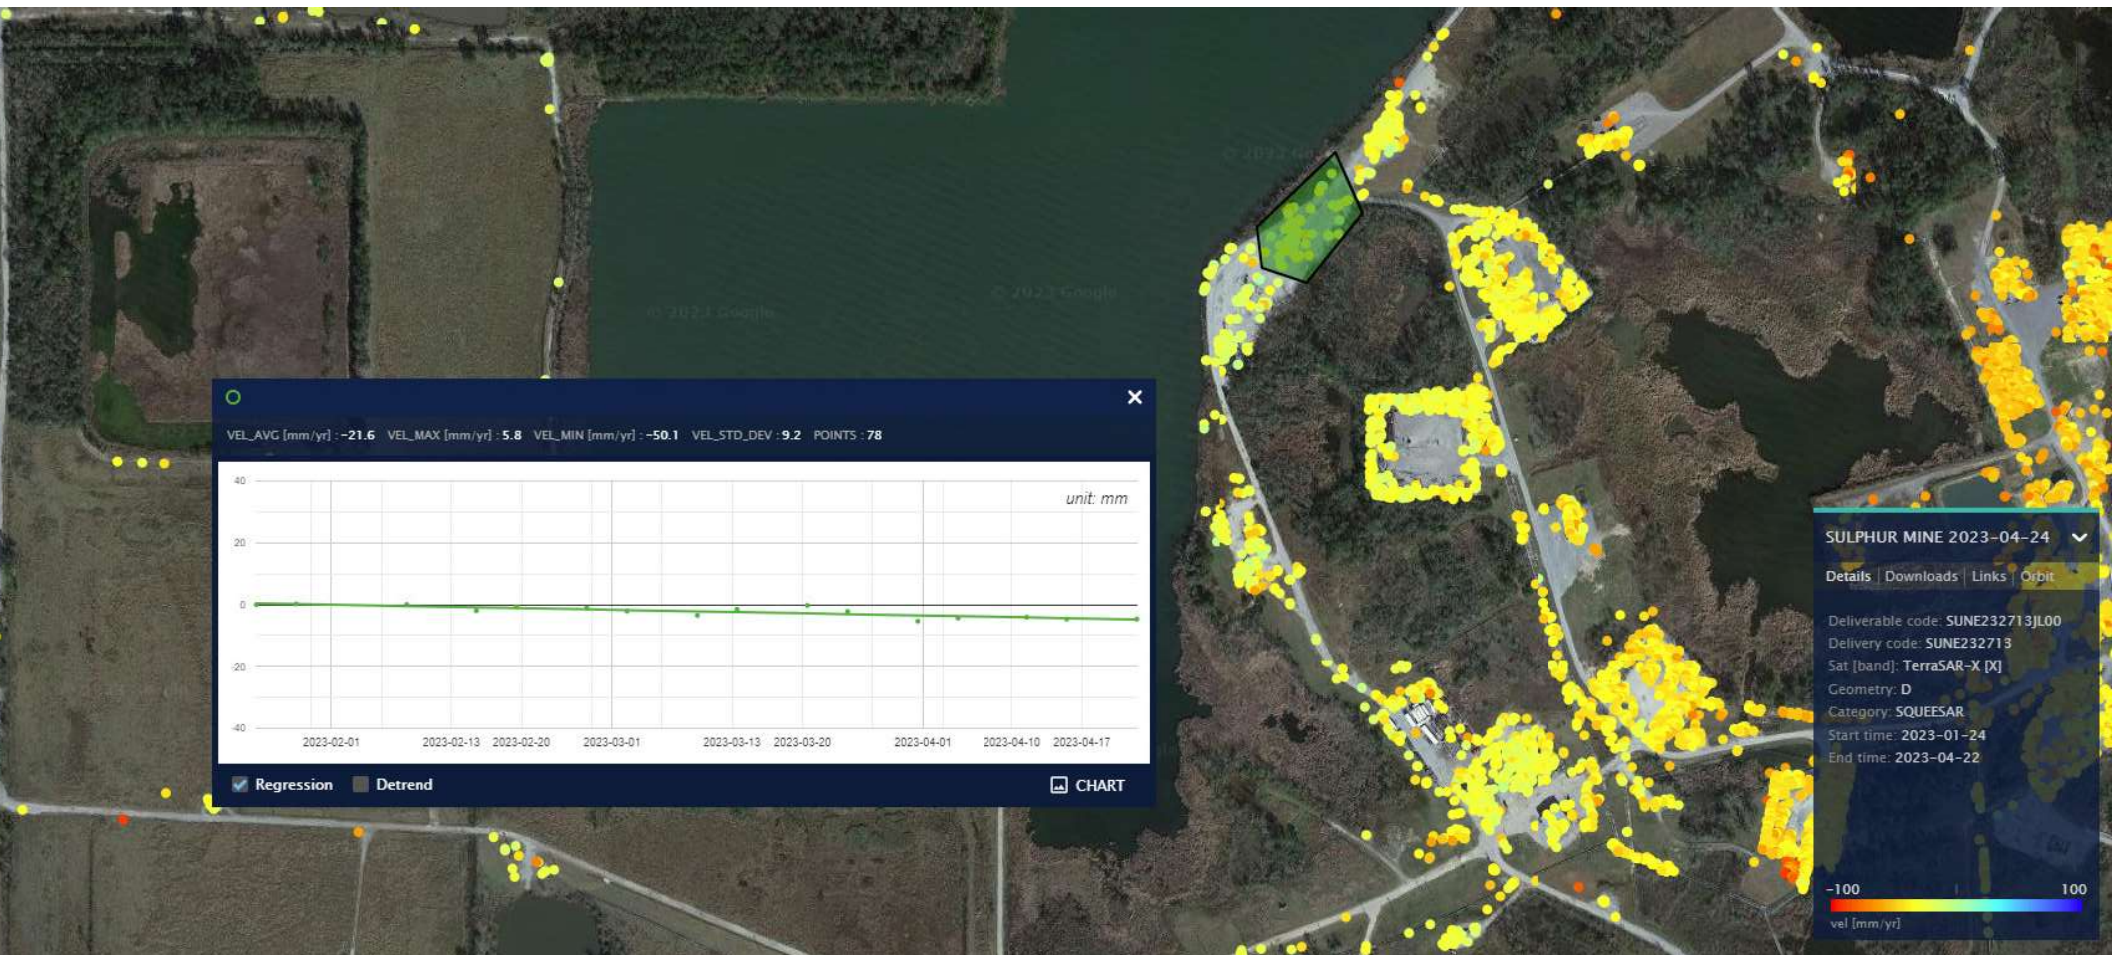 © 2023 Google
© 2023 Google
VEL_AVG [mm/yr] : -21.6 VEL_MAX [mm/yr] : 5.8 VEL_MIN [mm/yr] : -50.1 VEL_STD_DEV : 9.2 POINTS : 78
unit: mm
40
20
0
-20
-40
2023-02-01 2023-02-13 2023-02-20 2023-03-01 2023-03-13 2023-03-20 2023-04-01 2023-04-10 2023-04-17
Regression Detrend CHART
SULPHUR MINE 2023-04-24
Details | Downloads | Links | Orbit
Deliverable code: SUNE232713JL00
Delivery code: SUNE232713
Sat [band]: TerraSAR-X [X]
Geometry: D
Category: SQUEESAR
Start time: 2023-01-24
End time: 2023-04-22
-100 100
vel [mm/yr]